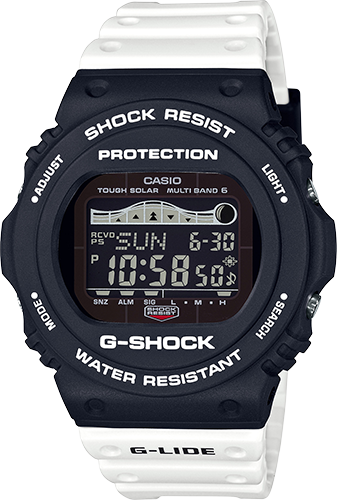 SHOCK RESIST
PROTECTION
ADJUST
LIGHT
CASIO
TOUGH SOLAR MULTI BAND 6
RCVD
PS SUN 6-30
P 10:58 50
SNZ ALM SIG L - M - H
SHOCK
RESIST
MODE
SEARCH
G-SHOCK
WATER RESISTANT
G-LIDE